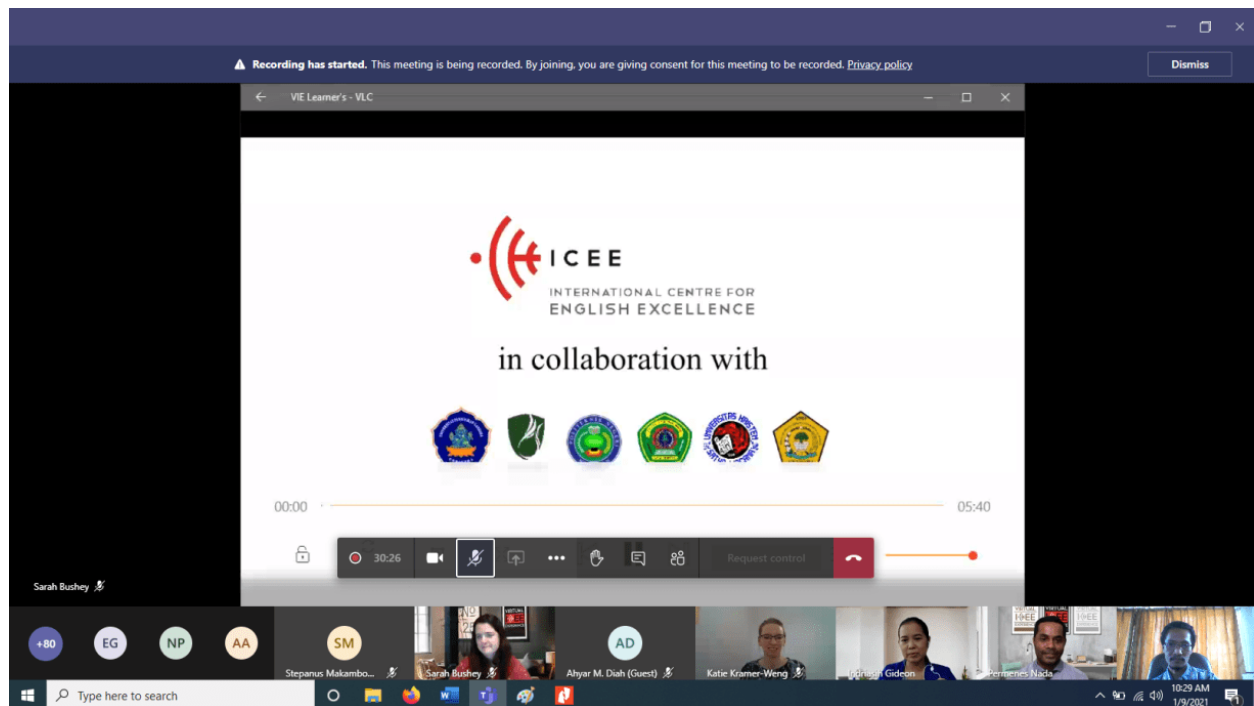 Recording has started. This meeting is being recorded. By joining, you are giving consent for this meeting to be recorded. Privacy policy
Dismiss
VIE Learner's - VLC
ICEE
INTERNATIONAL CENTRE FOR
ENGLISH EXCELLENCE
in collaboration with
00:00
05:40
30:26
Request control
Sarah Bushey
+80
EG
NP
AA
SM
AD
Stepanus Makambo...
Sarah Bushey
Ahyar M. Diah (Guest)
Katie Kramer-Weng
Gideon
Permenes Nada
Type here to search
10:29 AM
1/9/2021